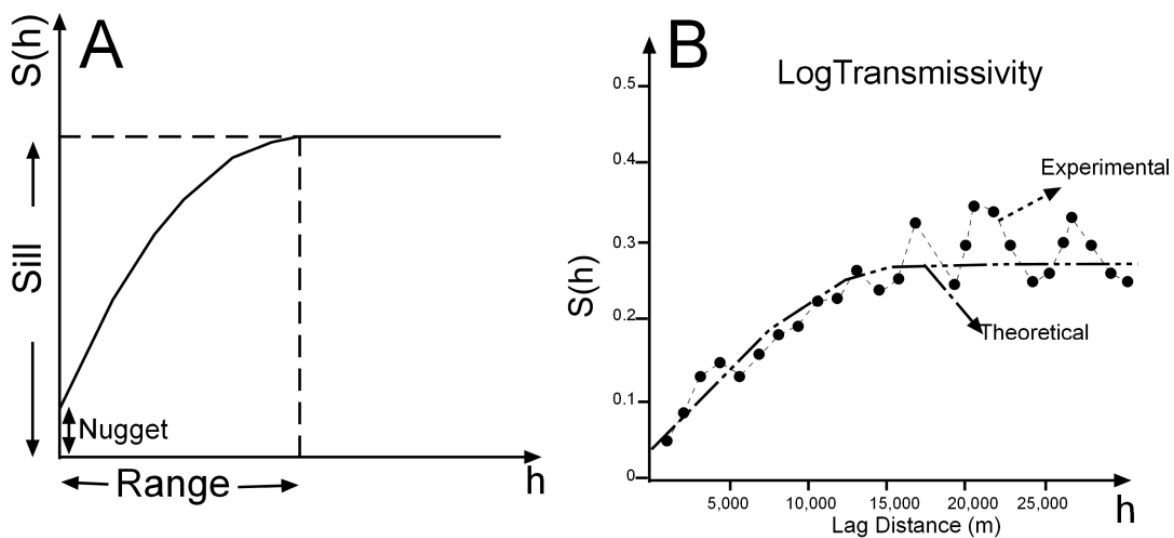 A
S(h)
Sill
Nugget
Range
h
B
LogTransmissivity
S(h)
0.5
0.4
0.3
0.2
0.1
0
Experimental
Theoretical
5,000
10,000
15,000
20,000
25,000
h
Lag Distance (m)